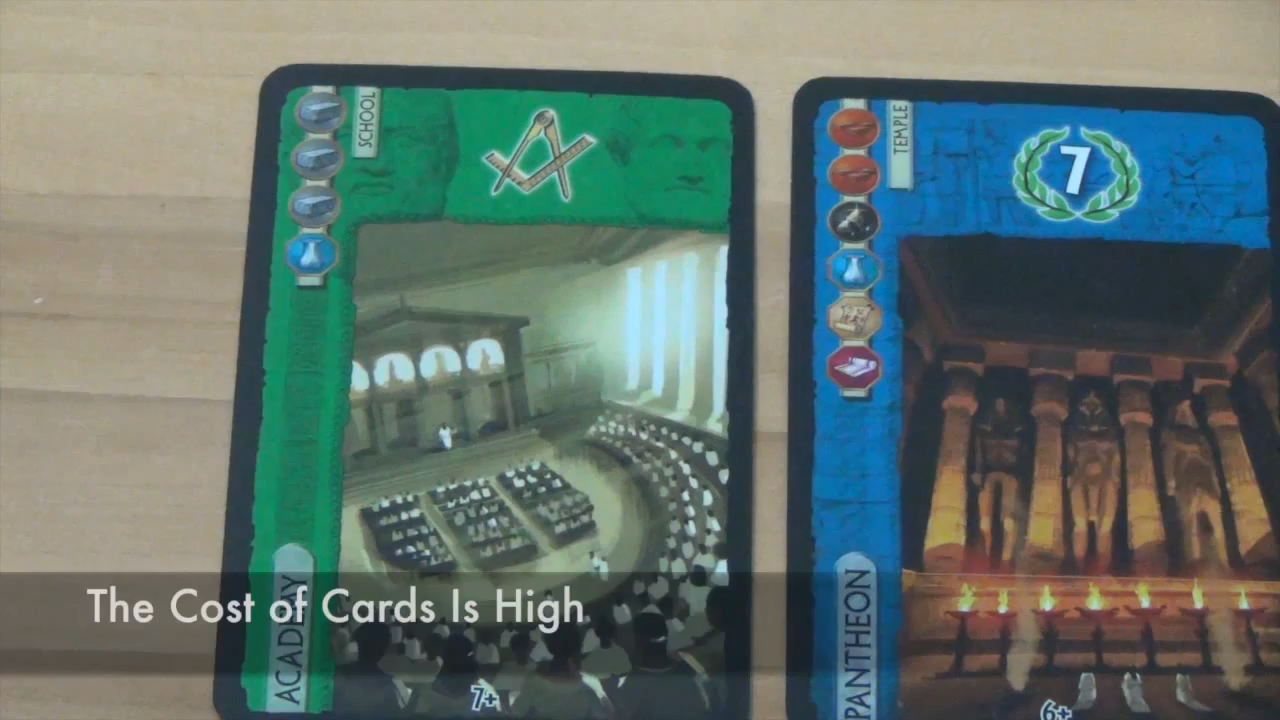 SCHOOL
TEMPLE
7
The Cost of Cards Is High
ACADEMY
PANTHEON
7+
6+